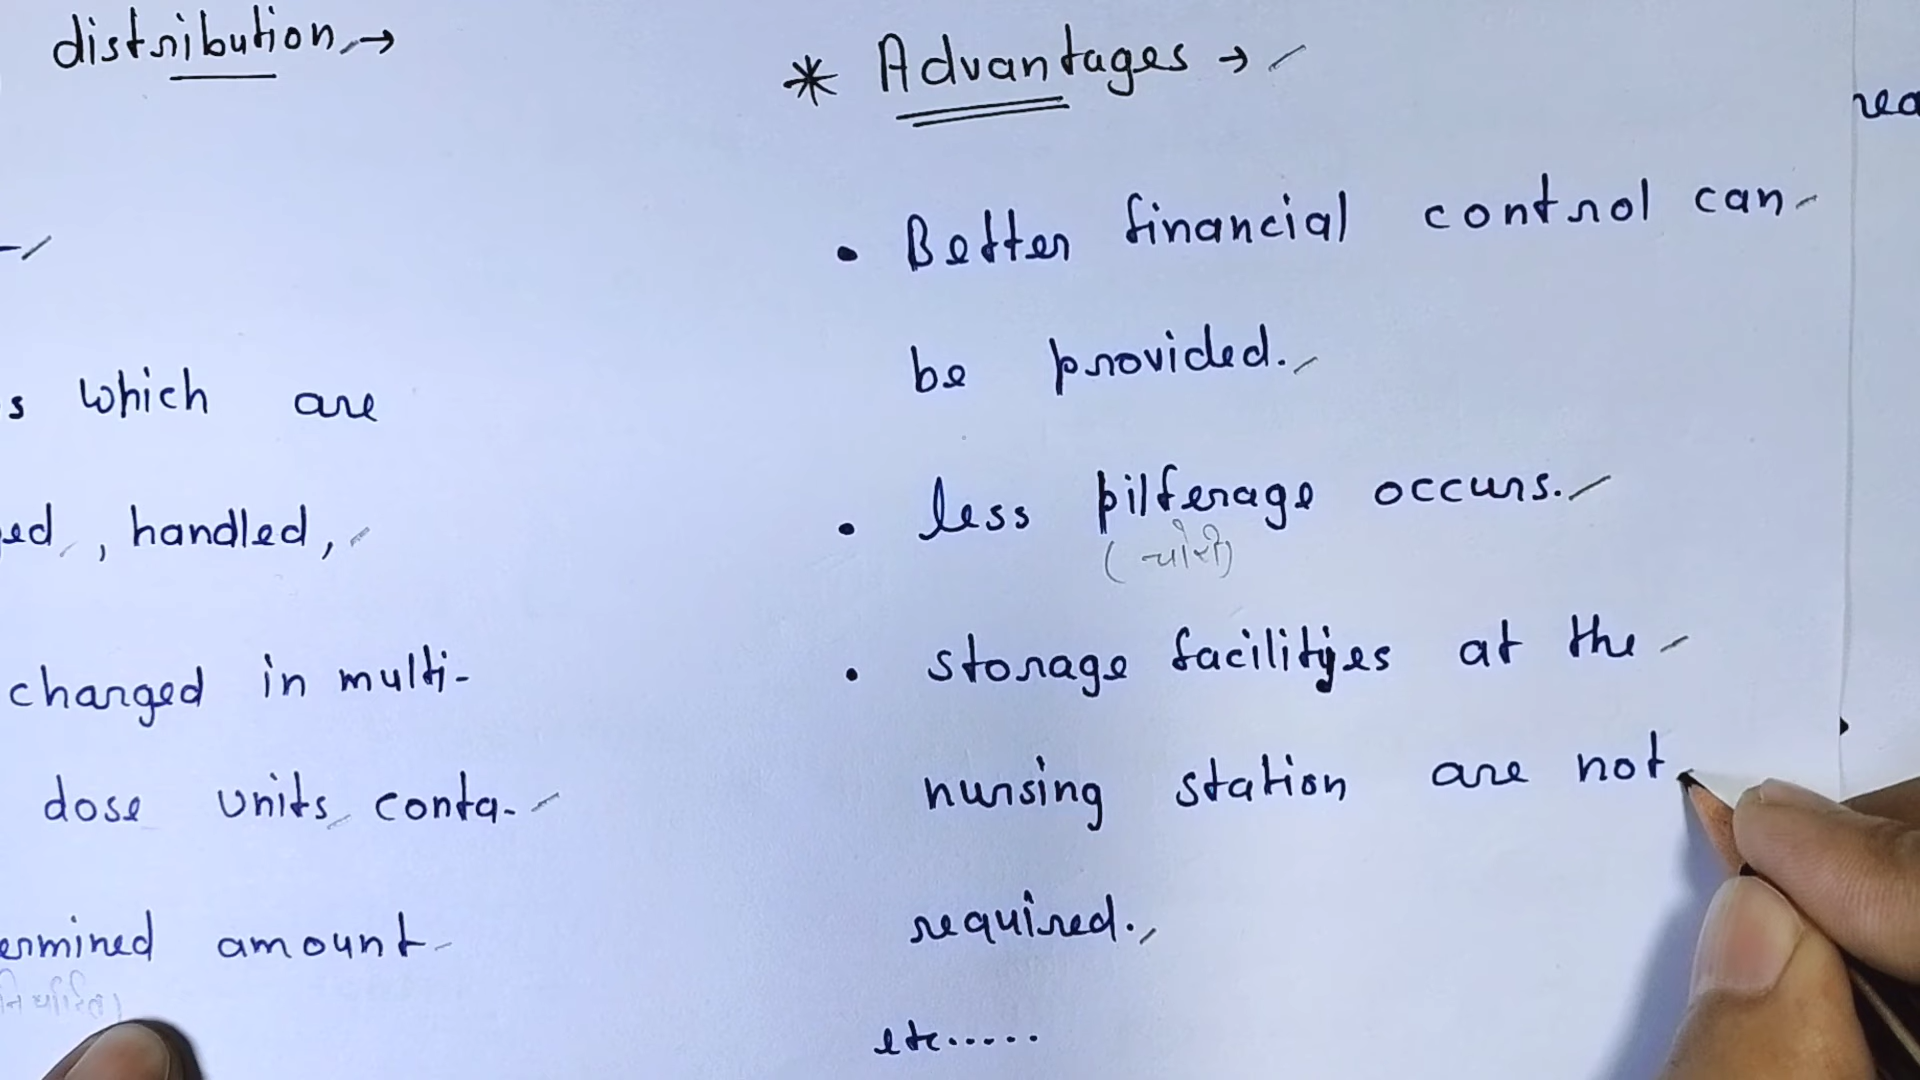 distribution →
s which are
ed, handled,
changed in multi-
dose units conta-
ermined amount
* Advantages →
• Better financial control can
be provided.
• less pilferage occurs.
(चोरी)
• storage facilities at the
nursing station are not
required.
etc.....